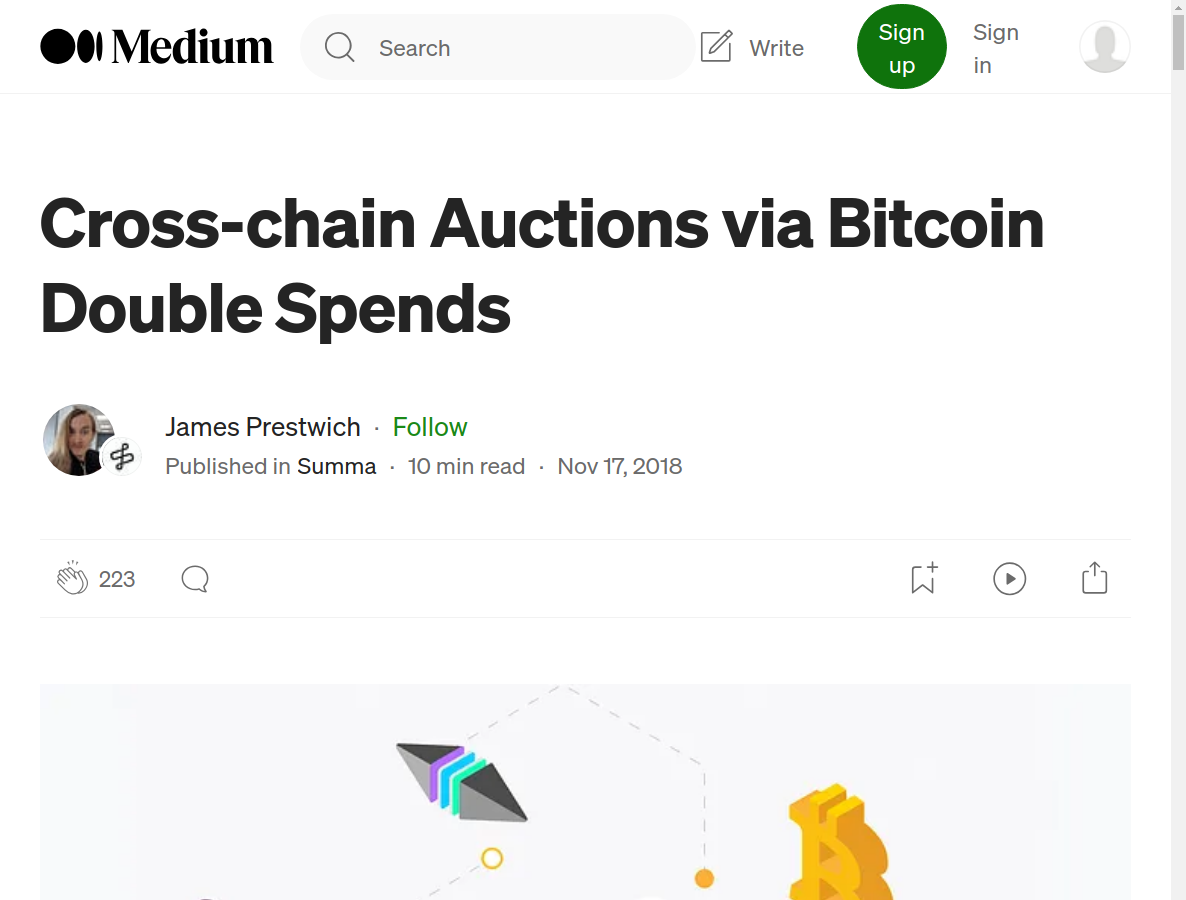 Medium
Search
Write
Sign up
Sign in
Cross-chain Auctions via Bitcoin
Double Spends
James Prestwich · Follow
Published in Summa · 10 min read · Nov 17, 2018
223